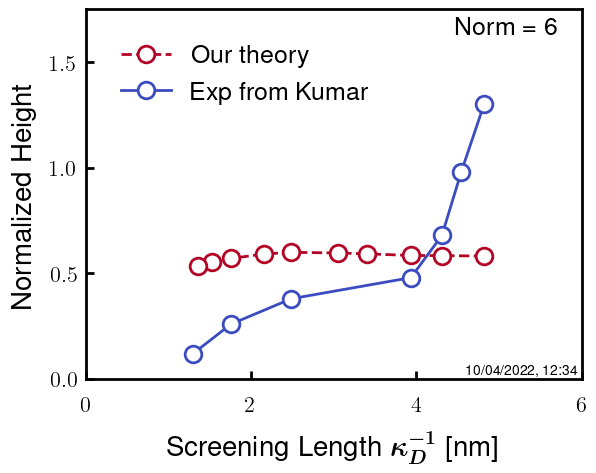 Norm = 6
Our theory
Exp from Kumar
Normalized Height
1.5
1.0
0.5
0.0
10/04/2022, 12:34
0 2 4 6
Screening Length κ_D^{-1} [nm]